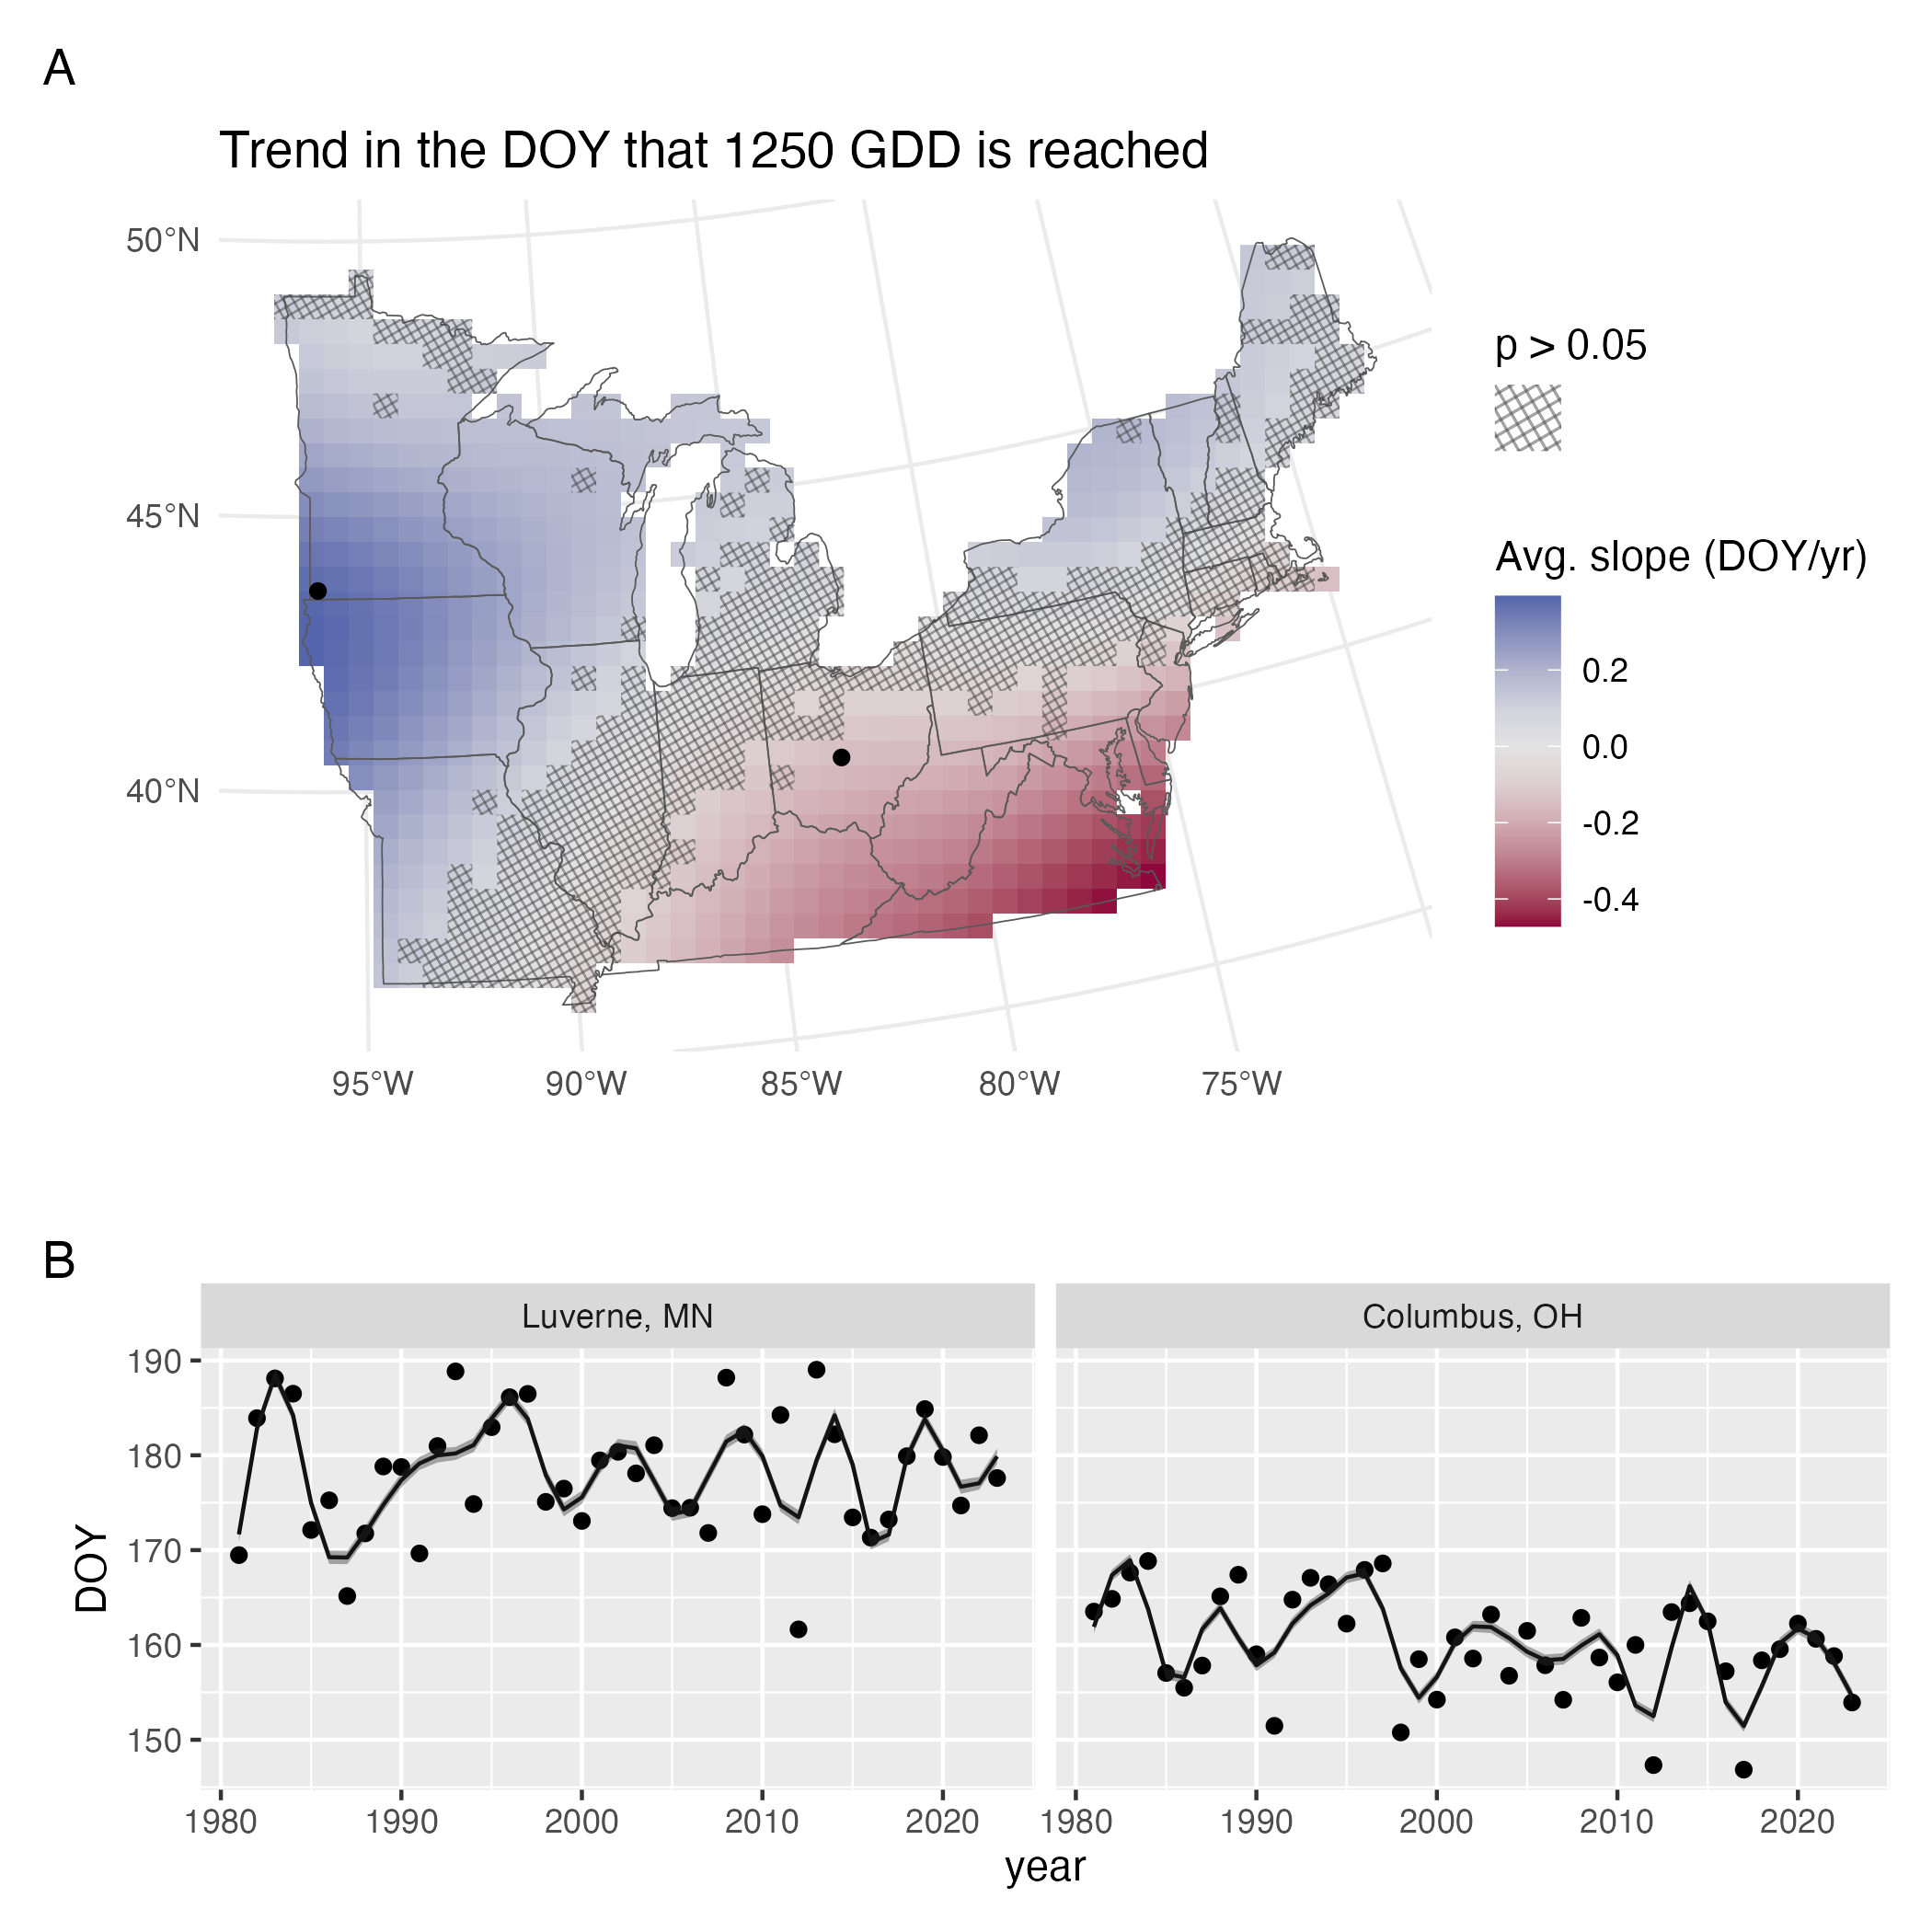 A
Trend in the DOY that 1250 GDD is reached
50°N
45°N
40°N
95°W 90°W 85°W 80°W 75°W
p > 0.05
Avg. slope (DOY/yr)
0.2
0.0
-0.2
-0.4
B
Luverne, MN Columbus, OH
DOY
190
180
170
160
150
1980 1990 2000 2010 2020 1980 1990 2000 2010 2020
year